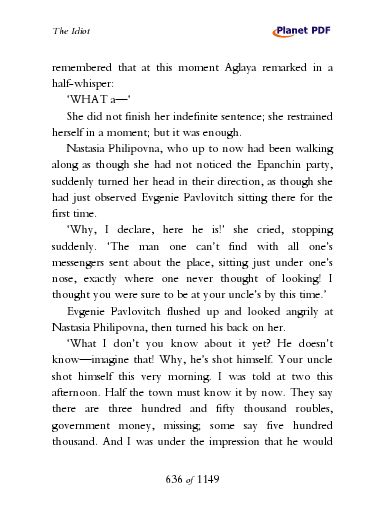 The Idiot
Planet PDF
remembered that at this moment Aglaya remarked in a
half-whisper:
'WHAT a—'
She did not finish her indefinite sentence; she restrained
herself in a moment; but it was enough.
Nastasia Philipovna, who up to now had been walking
along as though she had not noticed the Epanchin party,
suddenly turned her head in their direction, as though she
had just observed Evgenie Pavlovitch sitting there for the
first time.
'Why, I declare, here he is!' she cried, stopping
suddenly. 'The man one can't find with all one's
messengers sent about the place, sitting just under one's
nose, exactly where one never thought of looking! I
thought you were sure to be at your uncle's by this time.'
Evgenie Pavlovitch flushed up and looked angrily at
Nastasia Philipovna, then turned his back on her.
'What I don't you know about it yet? He doesn't
know—imagine that! Why, he's shot himself. Your uncle
shot himself this very morning. I was told at two this
afternoon. Half the town must know it by now. They say
there are three hundred and fifty thousand roubles,
government money, missing; some say five hundred
thousand. And I was under the impression that he would
636 of 1149